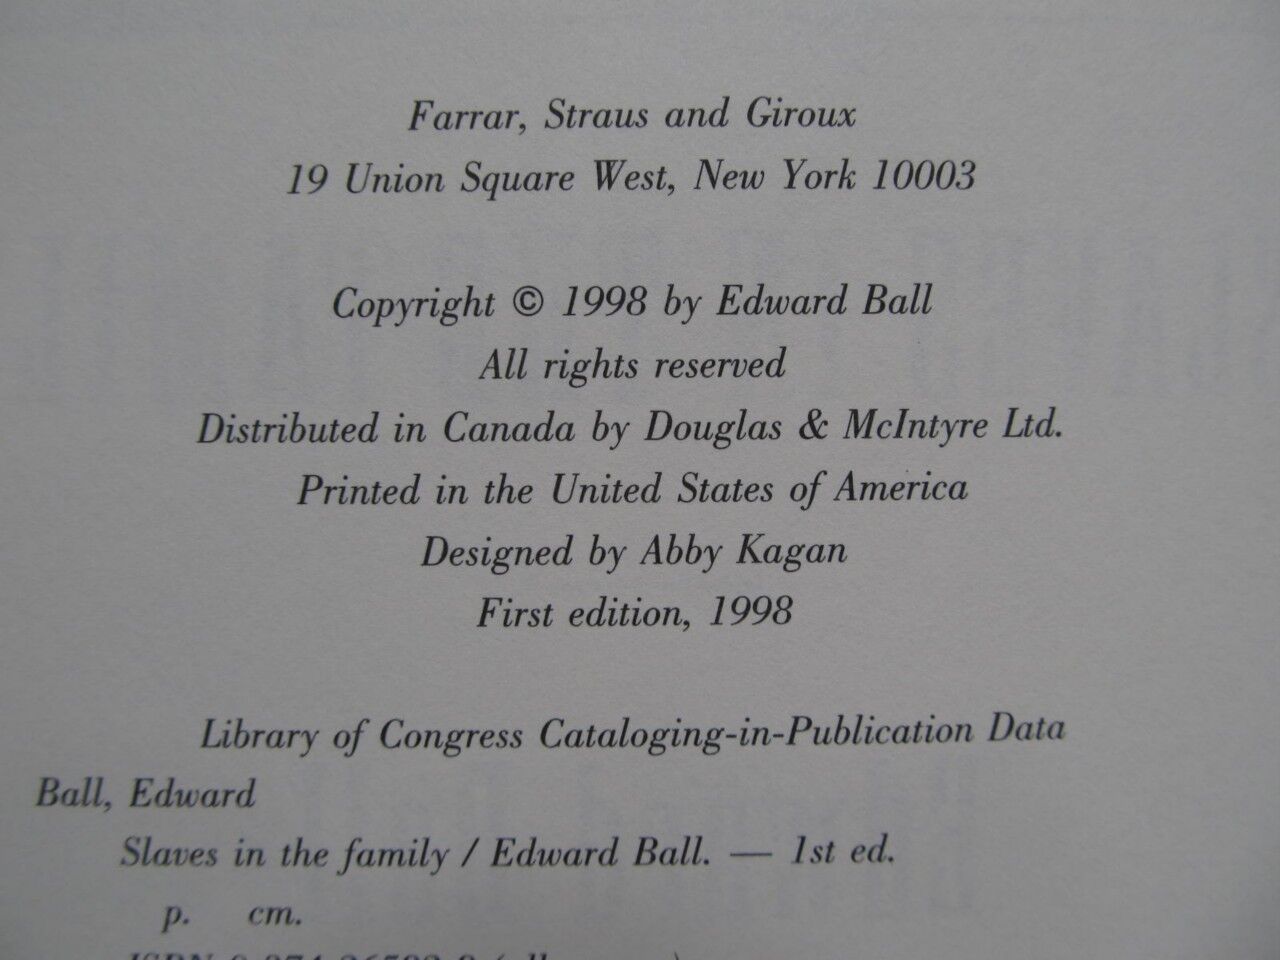 Farrar, Straus and Giroux
19 Union Square West, New York 10003
Copyright © 1998 by Edward Ball
All rights reserved
Distributed in Canada by Douglas & McIntyre Ltd.
Printed in the United States of America
Designed by Abby Kagan
First edition, 1998
Library of Congress Cataloging-in-Publication Data
Ball, Edward
Slaves in the family / Edward Ball. — 1st ed.
p. cm.
ISBN